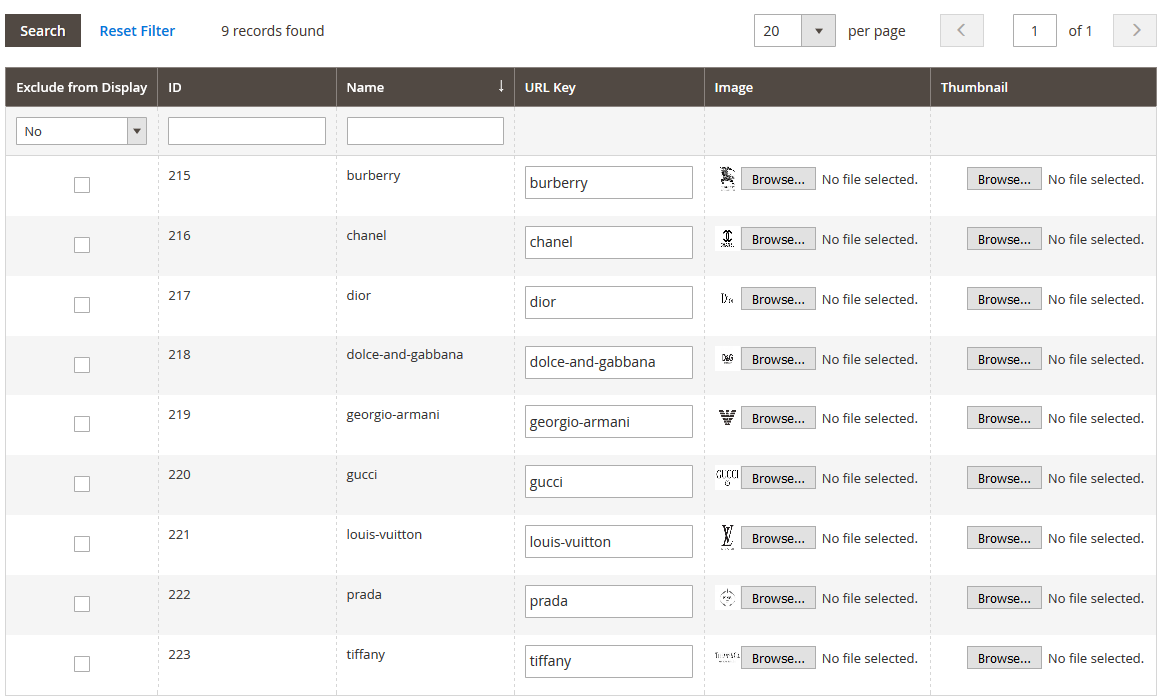 Search Reset Filter 9 records found 20 per page 1 of 1
Exclude from Display ID Name ↓ URL Key Image Thumbnail
No
215 burberry burberry Browse... No file selected. Browse... No file selected.
216 chanel chanel Browse... No file selected. Browse... No file selected.
217 dior dior Browse... No file selected. Browse... No file selected.
218 dolce-and-gabbana dolce-and-gabbana D&G Browse... No file selected. Browse... No file selected.
219 georgio-armani georgio-armani Browse... No file selected. Browse... No file selected.
220 gucci gucci GUCCI Browse... No file selected. Browse... No file selected.
221 louis-vuitton louis-vuitton Browse... No file selected. Browse... No file selected.
222 prada prada Browse... No file selected. Browse... No file selected.
223 tiffany tiffany Browse... No file selected. Browse... No file selected.